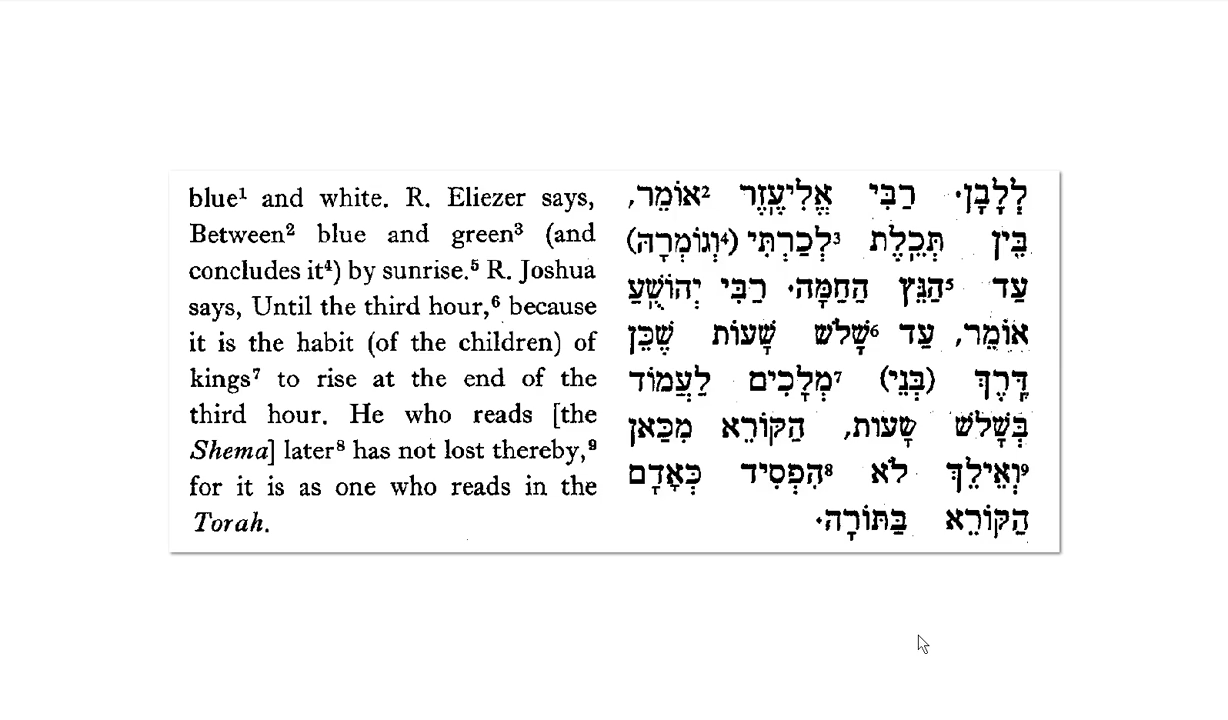 blue¹ and white. R. Eliezer says,
Between² blue and green³ (and
concludes it⁴) by sunrise.⁵ R. Joshua
says, Until the third hour,⁶ because
it is the habit (of the children) of
kings⁷ to rise at the end of the
third hour. He who reads [the
Shema] later⁸ has not lost thereby,⁹
for it is as one who reads in the
Torah.
לְלָבָן· רַבִּי אֱלִיעֶזֶר ²אוֹמֵר,
בֵּין תְּכֵלֶת ³לְכַרְתִּי (⁴וְגוֹמְרָהּ)
עַד ⁵הַנֵּץ הַחַמָּה· רַבִּי יְהוֹשֻׁעַ
אוֹמֵר, עַד ⁶שָׁלֹשׁ שָׁעוֹת שֶׁכֵּן
דֶּרֶךְ (בְּנֵי) ⁷מְלָכִים לַעֲמוֹד
בְּשָׁלֹשׁ שָׁעוֹת, הַקּוֹרֵא מִכַּאן
⁹וְאֵילֵךְ לֹא ⁸הִפְסִיד כְּאָדָם
הַקּוֹרֵא בַּתּוֹרָה·